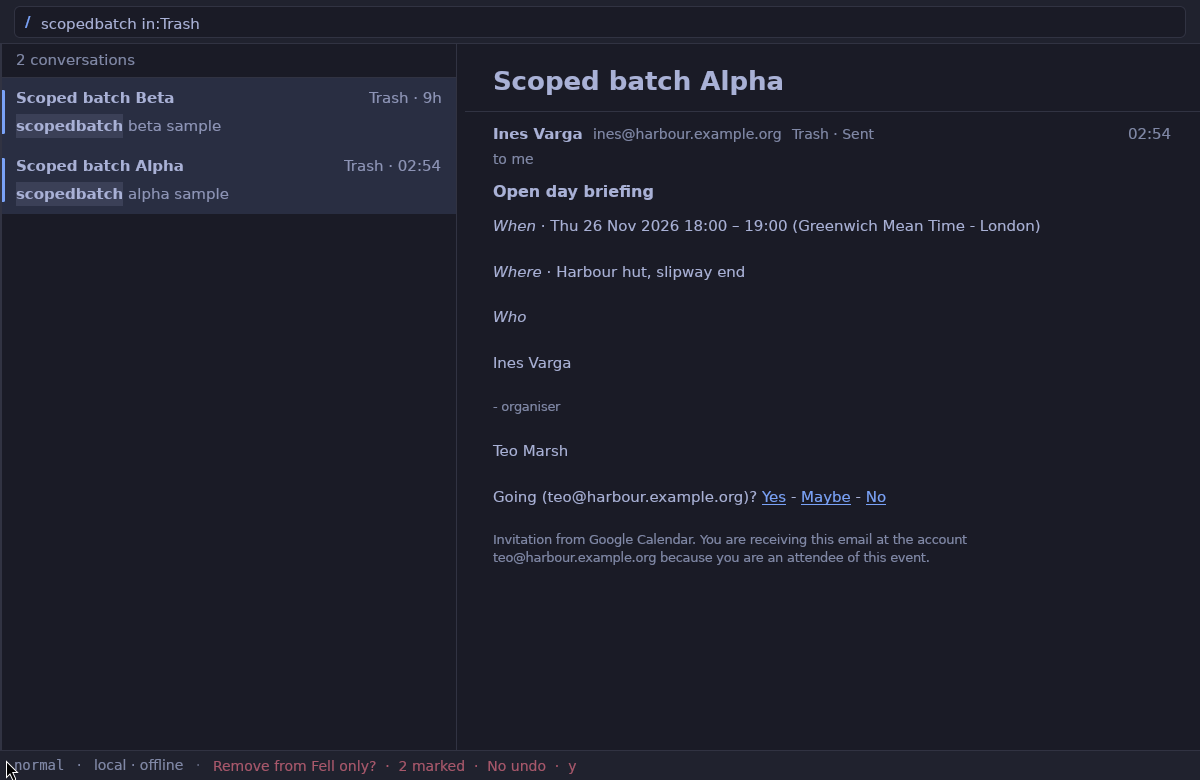 / scopedbatch in:Trash
2 conversations
Scoped batch Beta Trash · 9h
scopedbatch beta sample
Scoped batch Alpha Trash · 02:54
scopedbatch alpha sample
Scoped batch Alpha
Ines Varga ines@harbour.example.org Trash · Sent 02:54
to me
Open day briefing
When · Thu 26 Nov 2026 18:00 – 19:00 (Greenwich Mean Time - London)
Where · Harbour hut, slipway end
Who
Ines Varga
- organiser
Teo Marsh
Going (teo@harbour.example.org)? Yes - Maybe - No
Invitation from Google Calendar. You are receiving this email at the account
teo@harbour.example.org because you are an attendee of this event.
normal · local · offline · Remove from Fell only? · 2 marked · No undo · y